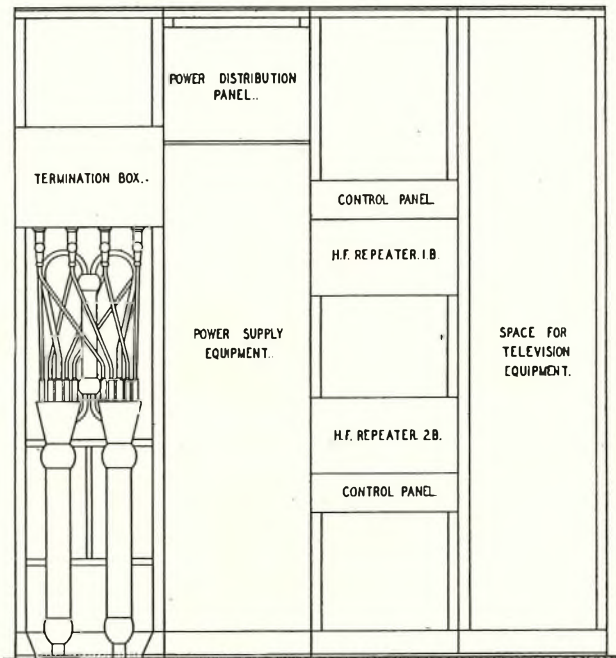 POWER DISTRIBUTION
PANEL..
TERMINATION BOX..
CONTROL PANEL
H.F. REPEATER. 1.B.
POWER SUPPLY
EQUIPMENT..
SPACE FOR
TELEVISION
EQUIPMENT.
H.F. REPEATER 2.B.
CONTROL PANEL